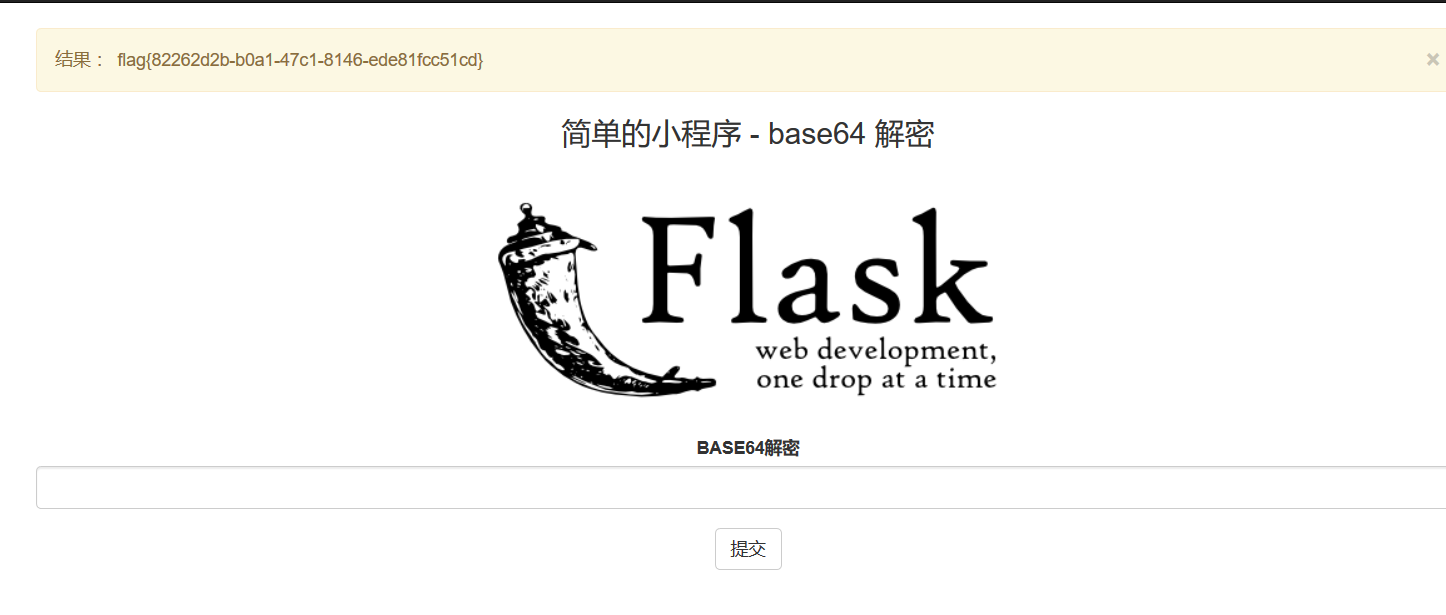 结果： flag{82262d2b-b0a1-47c1-8146-ede81fcc51cd}
×
简单的小程序 - base64 解密
Flask
web development,
one drop at a time
BASE64解密
提交